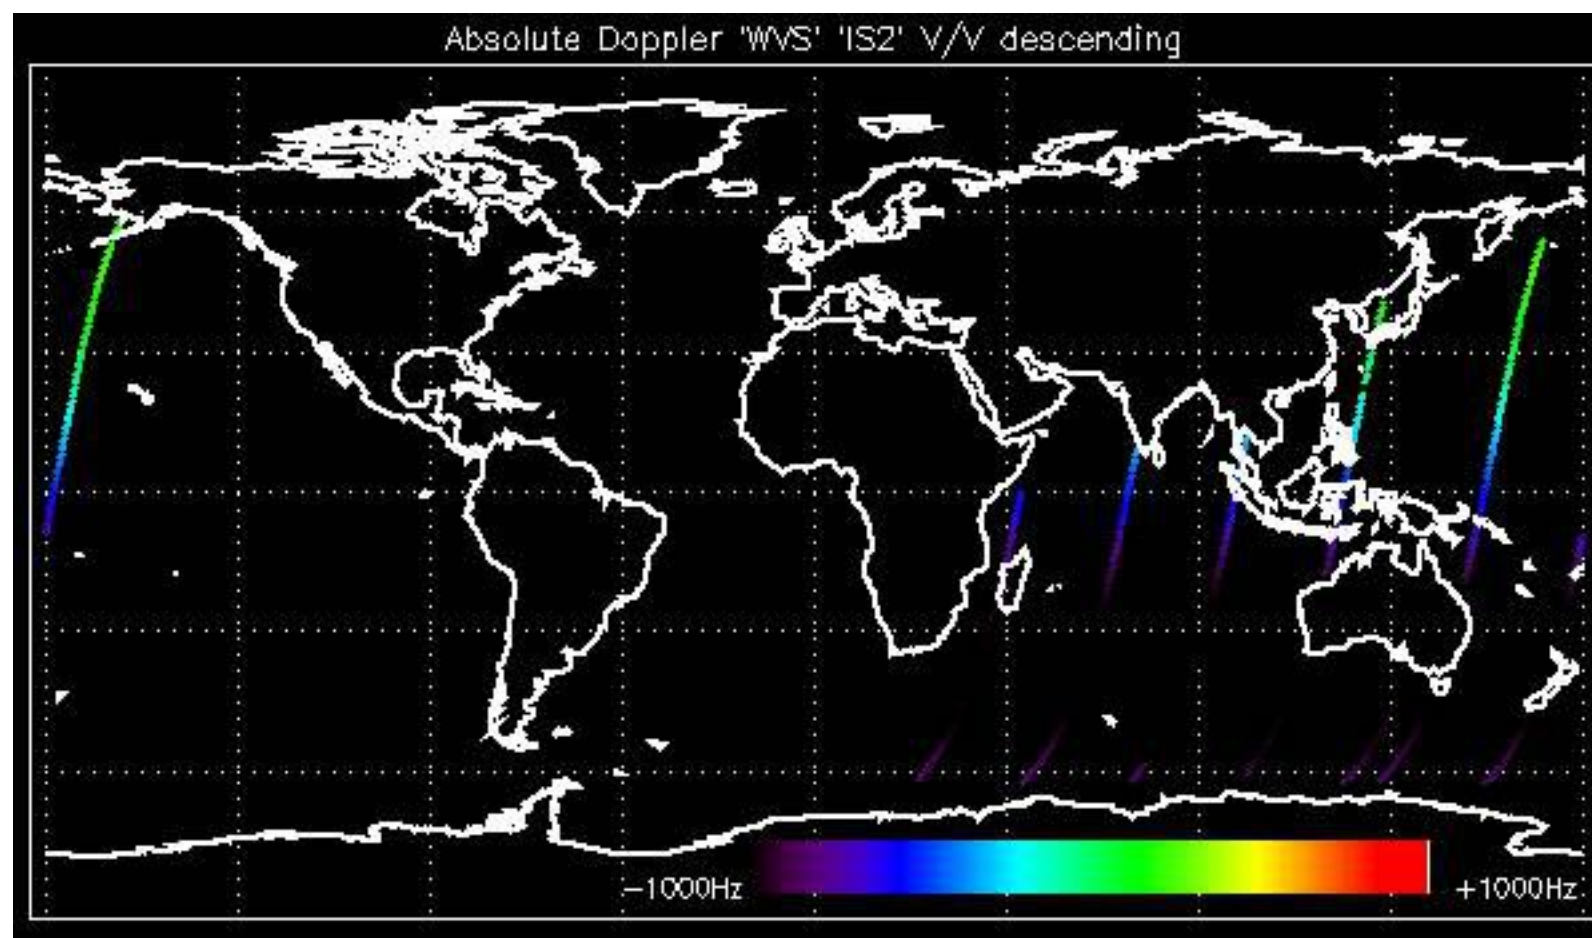 Absolute Doppler 'WVS' 'IS2' V/V descending
-1000Hz +1000Hz